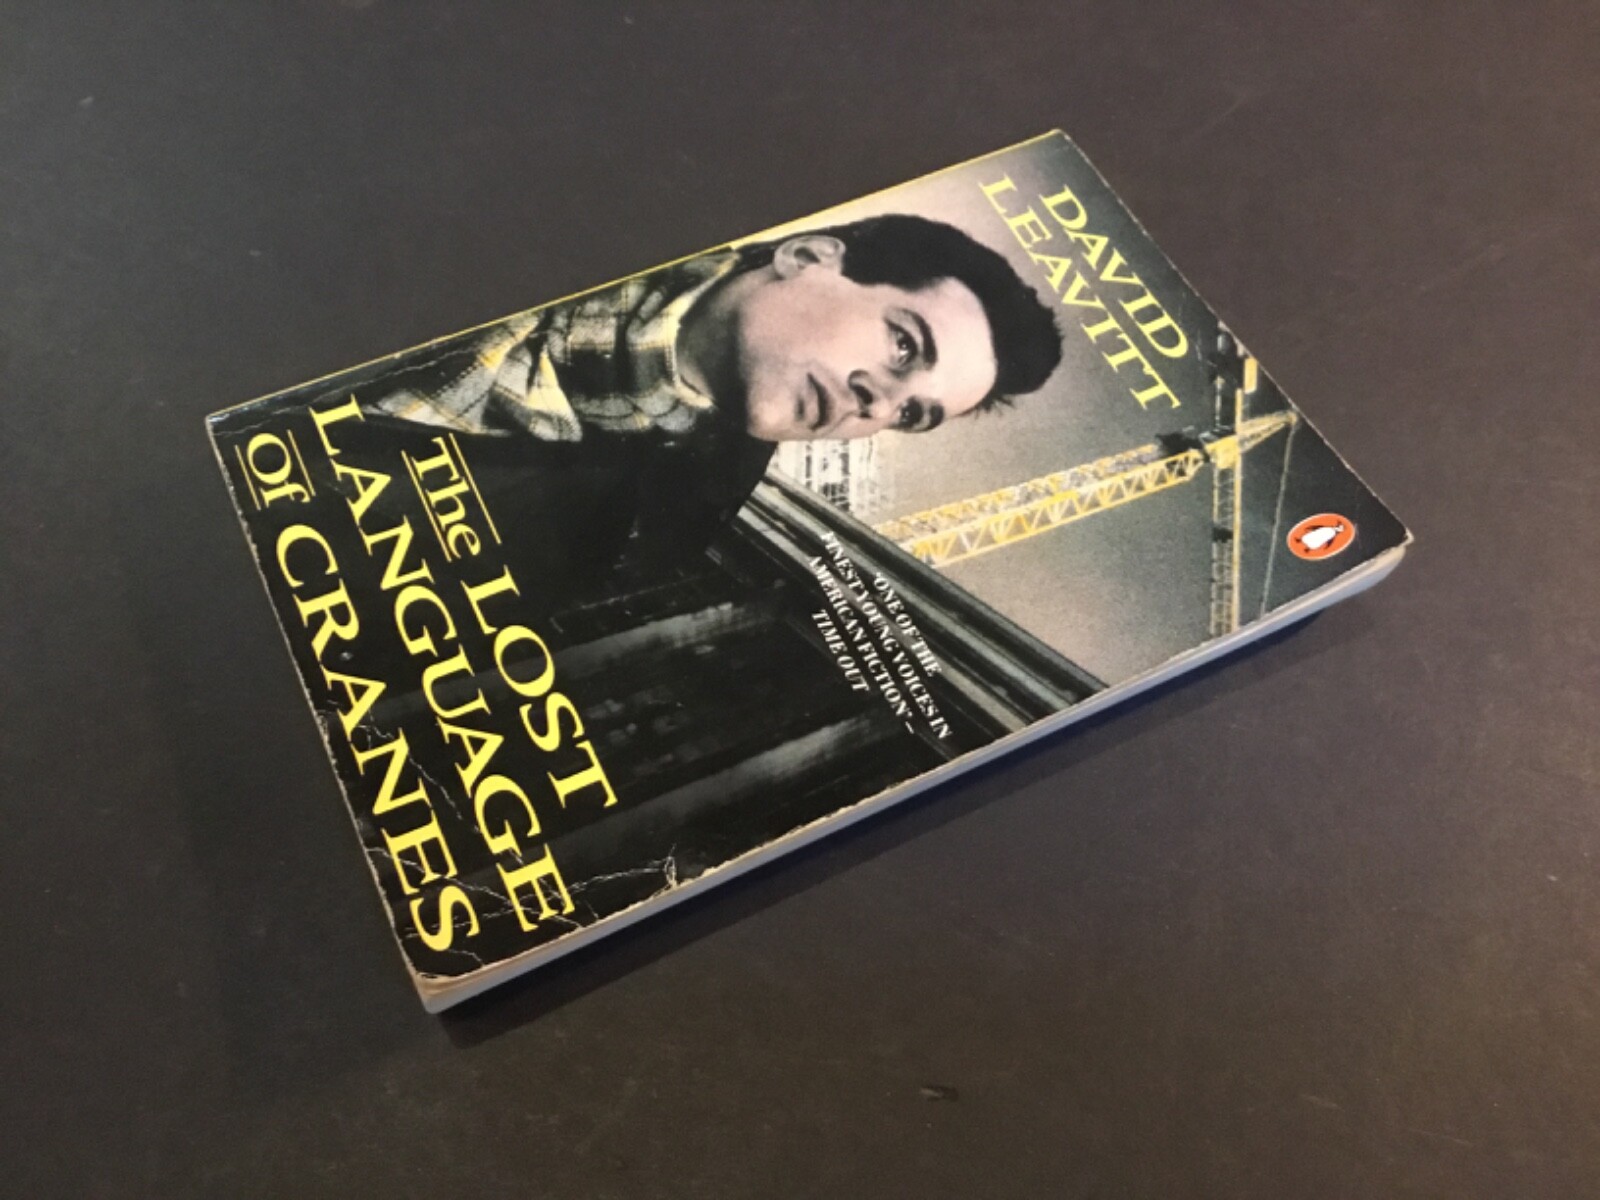 DAVID
LEAVITT
'ONE OF THE
FINEST YOUNG VOICES IN
AMERICAN FICTION' –
TIME OUT
The LOST
LANGUAGE
Of CRANES